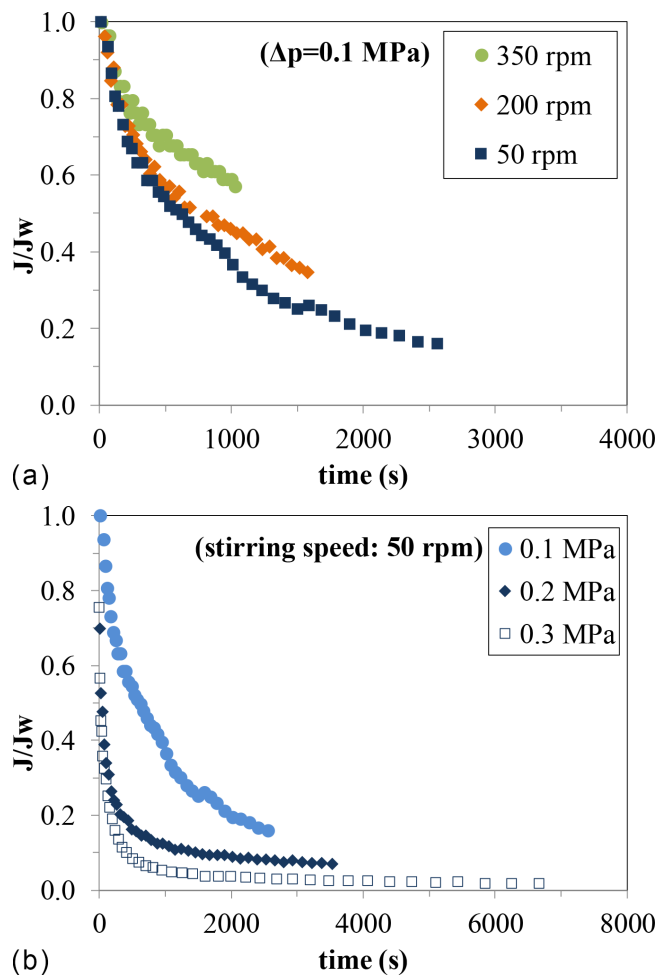 1.0
(Δp=0.1 MPa)
350 rpm
0.8
200 rpm
50 rpm
0.6
J/Jw
0.4
0.2
0.0
0 1000 2000 3000 4000
(a) time (s)
1.0
(stirring speed: 50 rpm)
0.1 MPa
0.8
0.2 MPa
0.3 MPa
0.6
J/Jw
0.4
0.2
0.0
0 2000 4000 6000 8000
(b) time (s)